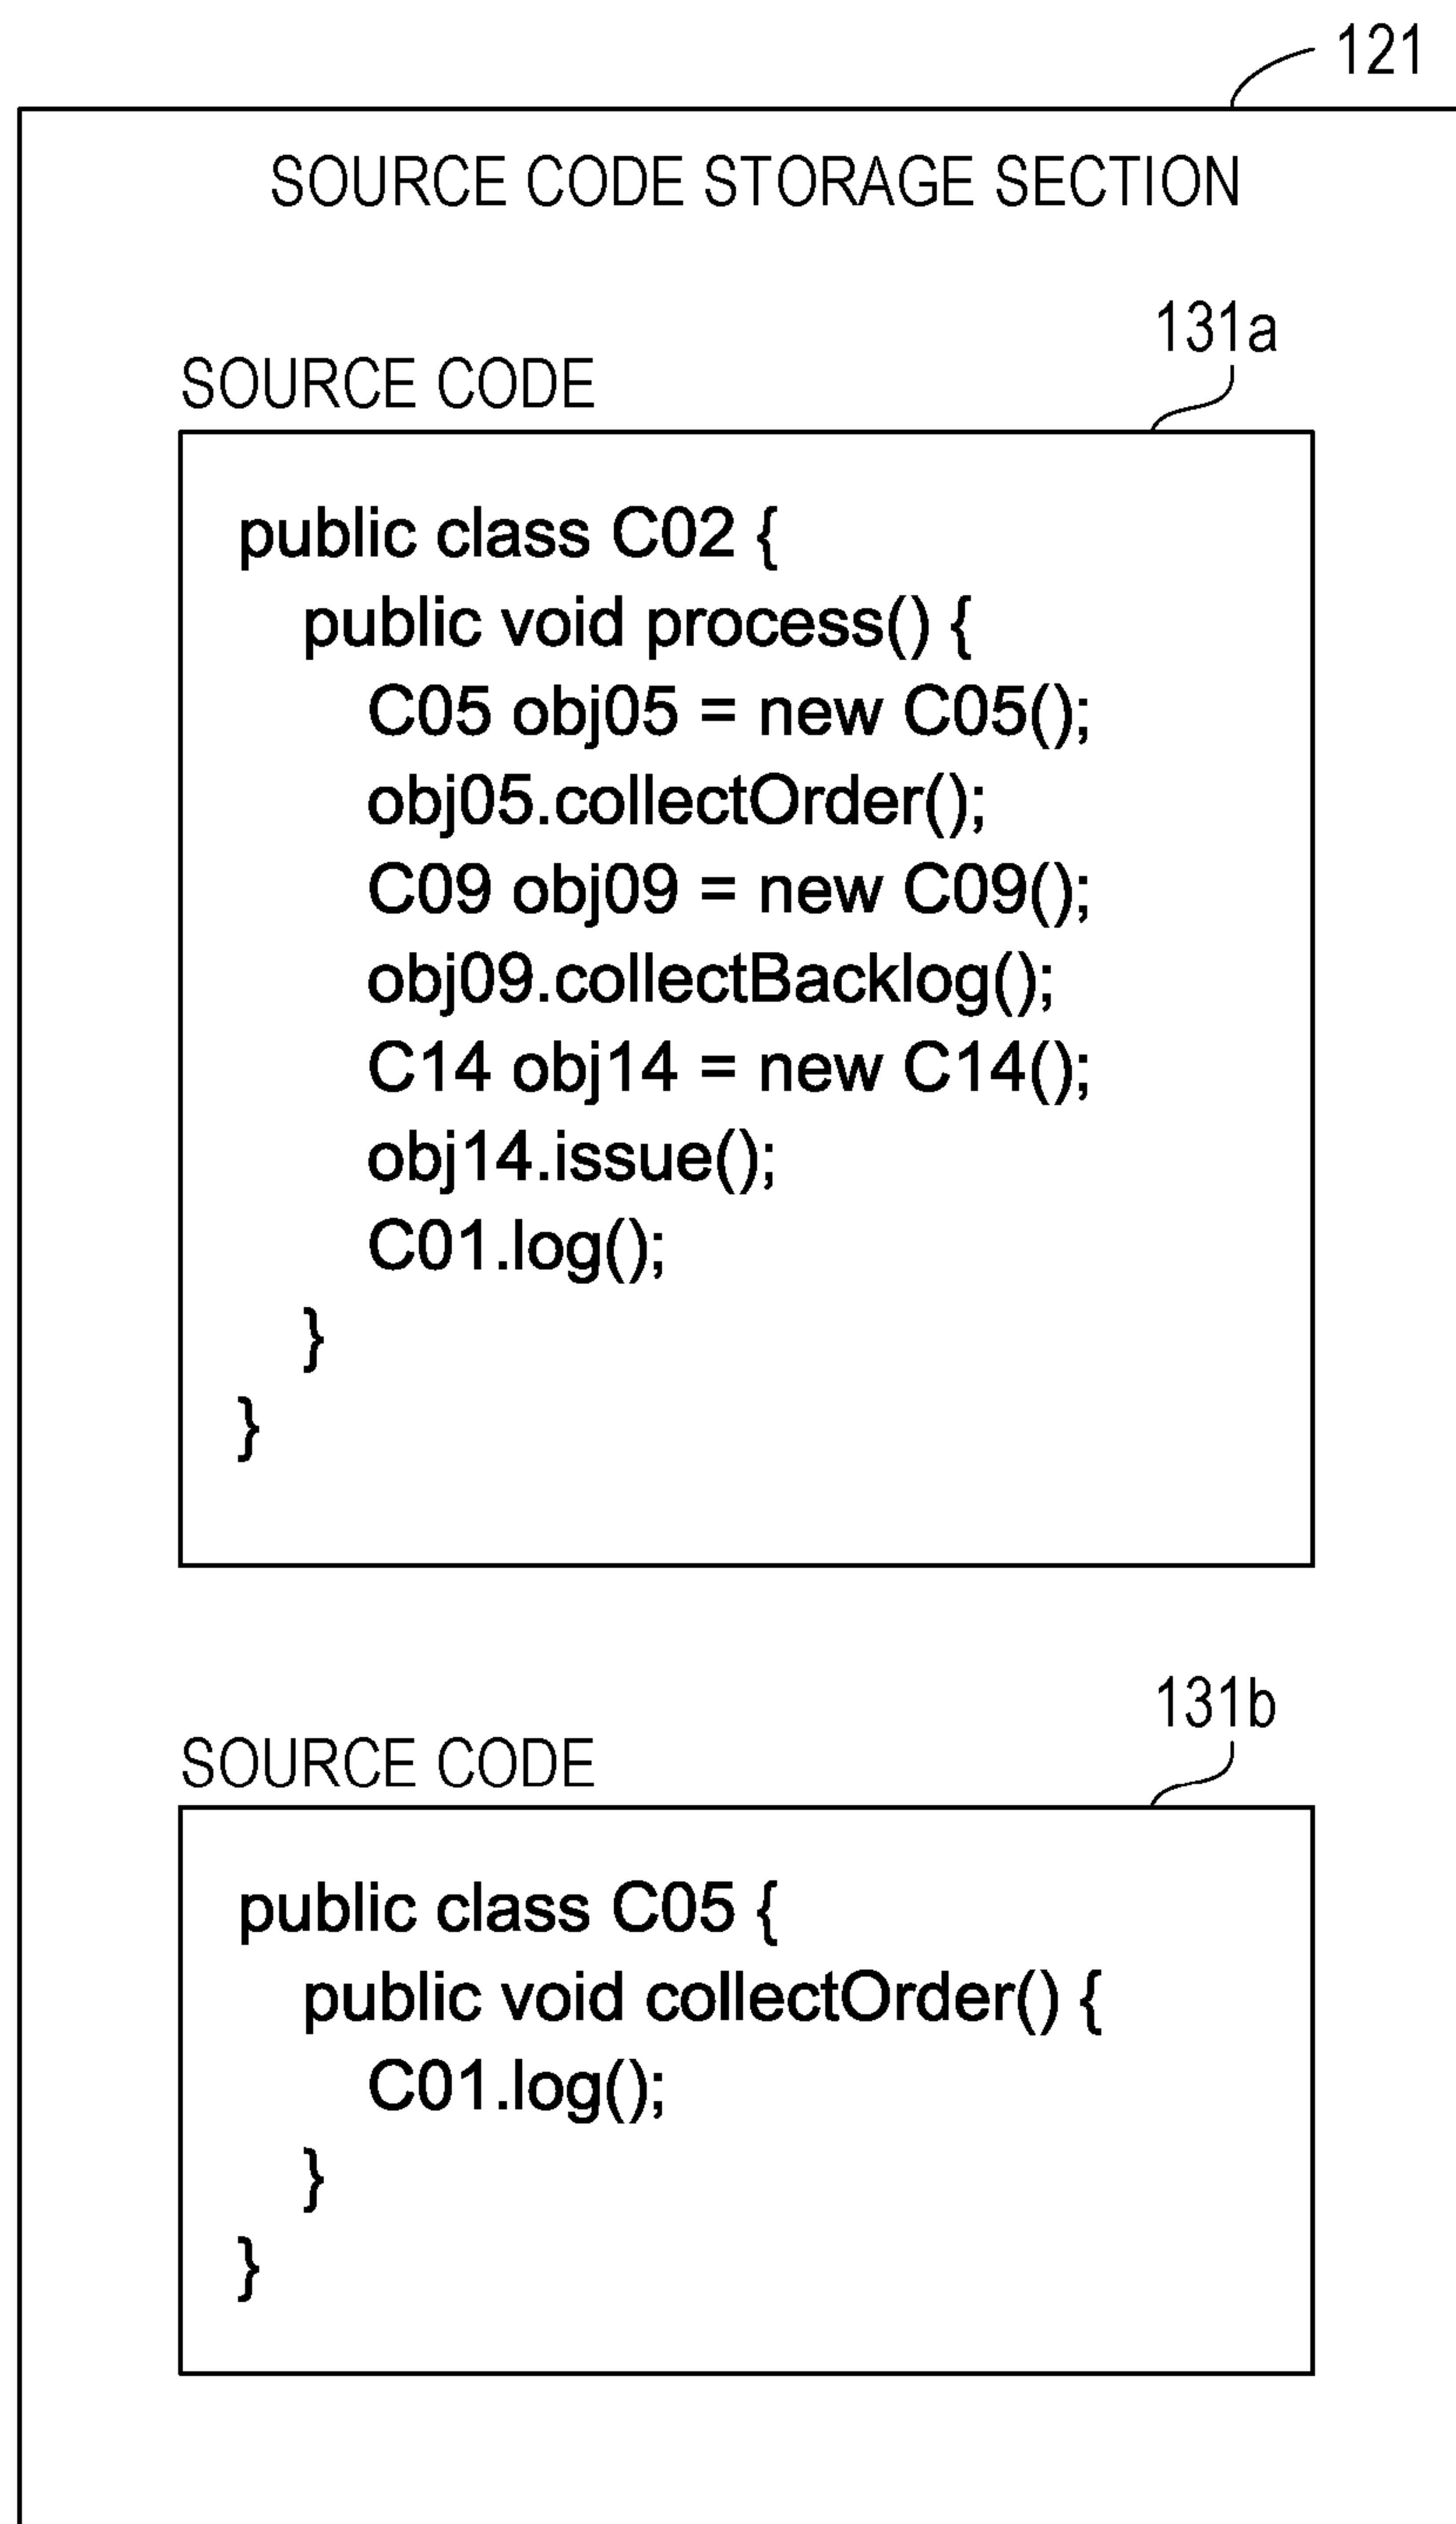 121
SOURCE CODE STORAGE SECTION
131a
SOURCE CODE
public class C02 {
public void process() {
C05 obj05 = new C05();
obj05.collectOrder();
C09 obj09 = new C09();
obj09.collectBacklog();
C14 obj14 = new C14();
obj14.issue();
C01.log();
}
}
131b
SOURCE CODE
public class C05 {
public void collectOrder() {
C01.log();
}
}